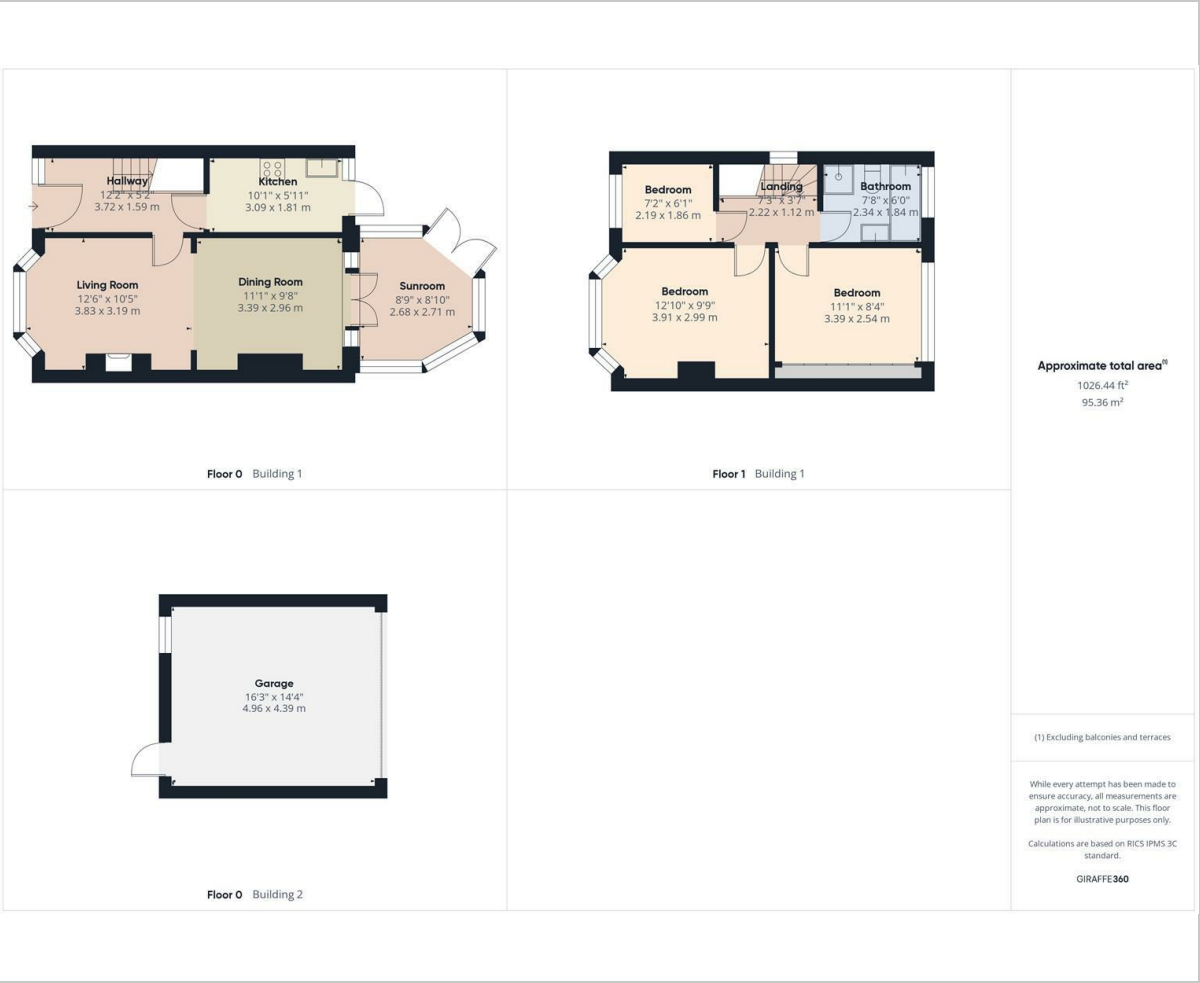 Hallway
12'2" x 5'2"
3.72 x 1.59 m
Kitchen
10'1" x 5'11"
3.09 x 1.81 m
Living Room
12'6" x 10'5"
3.83 x 3.19 m
Dining Room
11'1" x 9'8"
3.39 x 2.96 m
Sunroom
8'9" x 8'10"
2.68 x 2.71 m
Floor 0 Building 1
Bedroom
7'2" x 6'1"
2.19 x 1.86 m
Landing
7'3" x 3'7"
2.22 x 1.12 m
Bathroom
7'8" x 6'0"
2.34 x 1.84 m
Bedroom
12'10" x 9'9"
3.91 x 2.99 m
Bedroom
11'1" x 8'4"
3.39 x 2.54 m
Floor 1 Building 1
Garage
16'3" x 14'4"
4.96 x 4.39 m
Floor 0 Building 2
Approximate total area(1)
1026.44 ft²
95.36 m²
(1) Excluding balconies and terraces
While every attempt has been made to
ensure accuracy, all measurements are
approximate, not to scale. This floor
plan is for illustrative purposes only.
Calculations are based on RICS IPMS 3C
standard.
GIRAFFE360